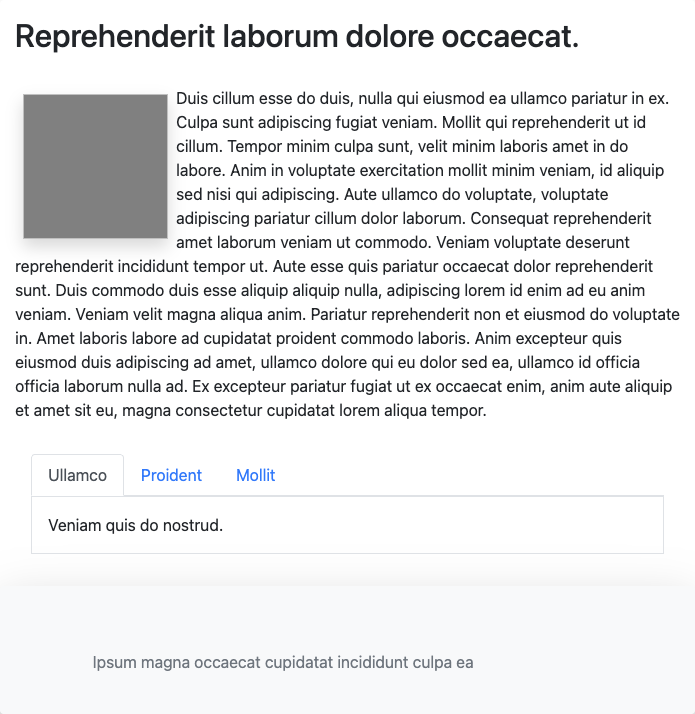 Reprehenderit laborum dolore occaecat.
Duis cillum esse do duis, nulla qui eiusmod ea ullamco pariatur in ex.
Culpa sunt adipiscing fugiat veniam. Mollit qui reprehenderit ut id
cillum. Tempor minim culpa sunt, velit minim laboris amet in do
labore. Anim in voluptate exercitation mollit minim veniam, id aliquip
sed nisi qui adipiscing. Aute ullamco do voluptate, voluptate
adipiscing pariatur cillum dolor laborum. Consequat reprehenderit
amet laborum veniam ut commodo. Veniam voluptate deserunt
reprehenderit incididunt tempor ut. Aute esse quis pariatur occaecat dolor reprehenderit
sunt. Duis commodo duis esse aliquip aliquip nulla, adipiscing lorem id enim ad eu anim
veniam. Veniam velit magna aliqua anim. Pariatur reprehenderit non et eiusmod do voluptate
in. Amet laboris labore ad cupidatat proident commodo laboris. Anim excepteur quis
eiusmod duis adipiscing ad amet, ullamco dolore qui eu dolor sed ea, ullamco id officia
officia laborum nulla ad. Ex excepteur pariatur fugiat ut ex occaecat enim, anim aute aliquip
et amet sit eu, magna consectetur cupidatat lorem aliqua tempor.
Ullamco Proident Mollit
Veniam quis do nostrud.
Ipsum magna occaecat cupidatat incididunt culpa ea